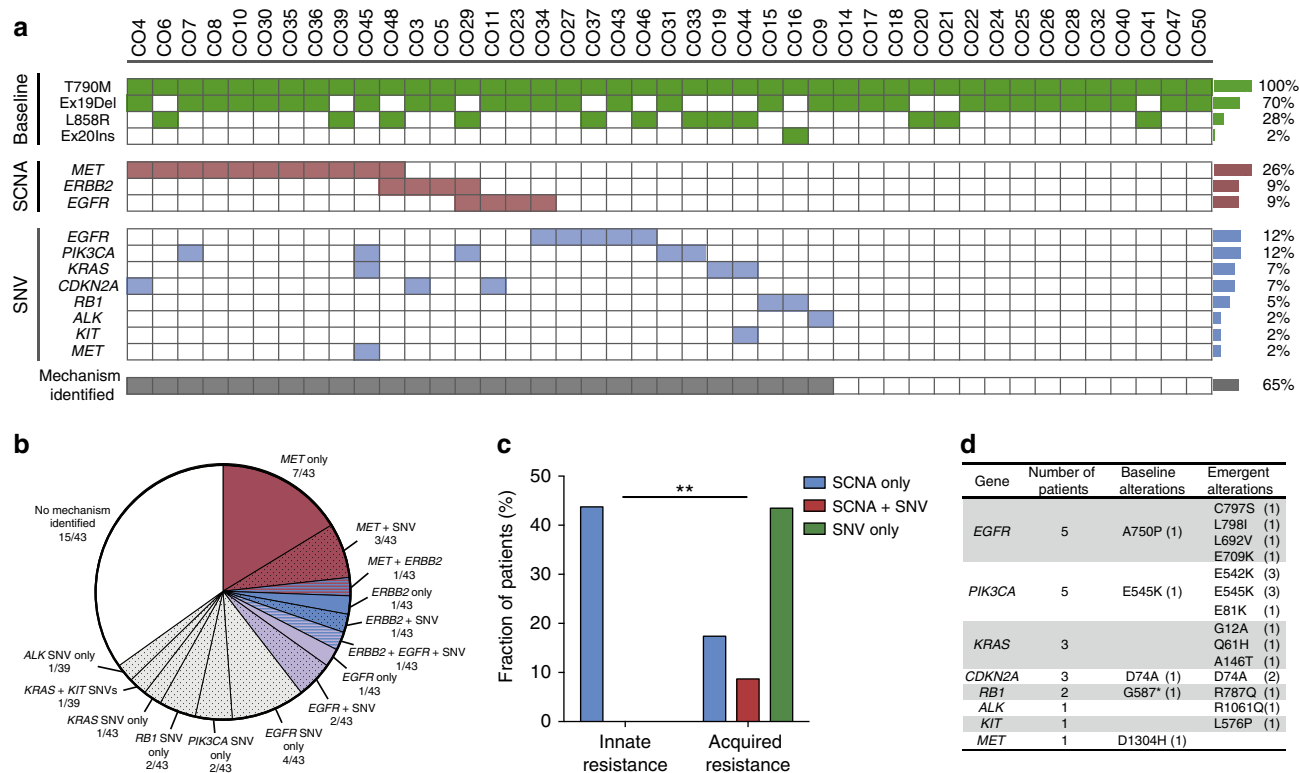 a
CO4 CO6 CO7 CO8 CO10 CO30 CO35 CO36 CO39 CO45 CO48 CO3 CO5 CO29 CO11 CO23 CO34 CO27 CO37 CO43 CO46 CO31 CO33 CO19 CO44 CO15 CO16 CO9 CO14 CO17 CO18 CO20 CO21 CO22 CO24 CO25 CO26 CO28 CO32 CO40 CO41 CO47 CO50
Baseline
T790M 100%
Ex19Del 70%
L858R 28%
Ex20Ins 2%
SCNA
MET 26%
ERBB2 9%
EGFR 9%
SNV
EGFR 12%
PIK3CA 12%
KRAS 7%
CDKN2A 7%
RB1 5%
ALK 2%
KIT 2%
MET 2%
Mechanism
identified 65%
b
MET only
7/43
MET + SNV
3/43
MET + ERBB2
1/43
ERBB2 only
1/43
ERBB2 + SNV
1/43
ERBB2 + EGFR + SNV
1/43
EGFR only
1/43
EGFR + SNV
2/43
EGFR SNV
only
4/43
PIK3CA SNV
only
2/43
RB1 SNV
only
2/43
KRAS SNV only
1/43
KRAS + KIT SNVs
1/39
ALK SNV only
1/39
No mechanism
identified
15/43
c
Fraction of patients (%)
50
40
30
20
10
0
**
Innate
resistance
Acquired
resistance
SCNA only
SCNA + SNV
SNV only
d
Gene Number of patients Baseline alterations Emergent alterations
EGFR 5 A750P (1) C797S (1)
L798I (1)
L692V (1)
E709K (1)
PIK3CA 5 E545K (1) E542K (3)
E545K (3)
E81K (1)
KRAS 3 G12A (1)
Q61H (1)
A146T (1)
CDKN2A 3 D74A (1) D74A (2)
RB1 2 G587* (1) R787Q (1)
ALK 1 R1061Q(1)
KIT 1 L576P (1)
MET 1 D1304H (1)